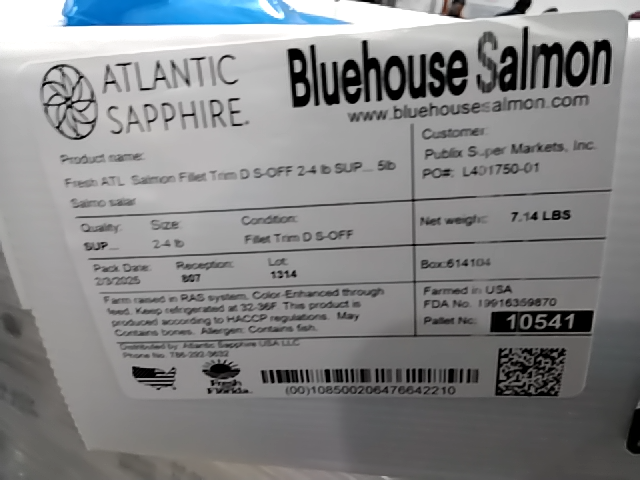 ATLANTIC
SAPPHIRE.
Bluehouse Salmon
www.bluehousesalmon.com
Product name:
Fresh ATL Salmon Fillet Trim D S-OFF 2-4 lb SUP... 5lb
Salmo salar
Customer:
Publix Super Markets, Inc.
PO#: L401750-01
Quality:
SUP...
Size:
2-4 lb
Condition:
Fillet Trim D S-OFF
Net weight: 7.14 LBS
Pack Date:
2/3/2025
Reception:
807
Lot:
1314
Box:614104
Farm raised in RAS system, Color-Enhanced through
feed. Keep refrigerated at 32-36F. This product is
produced according to HACCP regulations. May
Contains bones. Allergen: Contains fish.
Farmed in USA
FDA No. 19916359870
Pallet Nc: 10541
Distributed by: Atlantic Sapphire USA LLC
Phone No. 786-292-3632
Fresh
Florida.
(00)108500206476642210